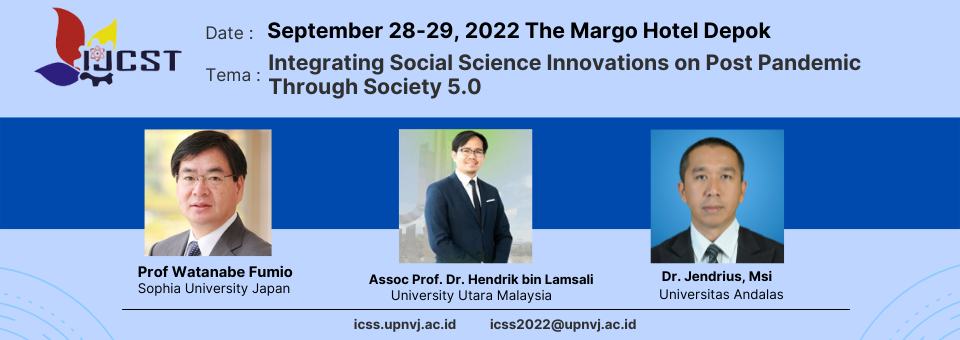 IJCST
Date : September 28-29, 2022 The Margo Hotel Depok
Tema : Integrating Social Science Innovations on Post Pandemic
Through Society 5.0
Prof Watanabe Fumio
Sophia University Japan
Assoc Prof. Dr. Hendrik bin Lamsali
University Utara Malaysia
Dr. Jendrius, Msi
Universitas Andalas
icss.upnvj.ac.id icss2022@upnvj.ac.id